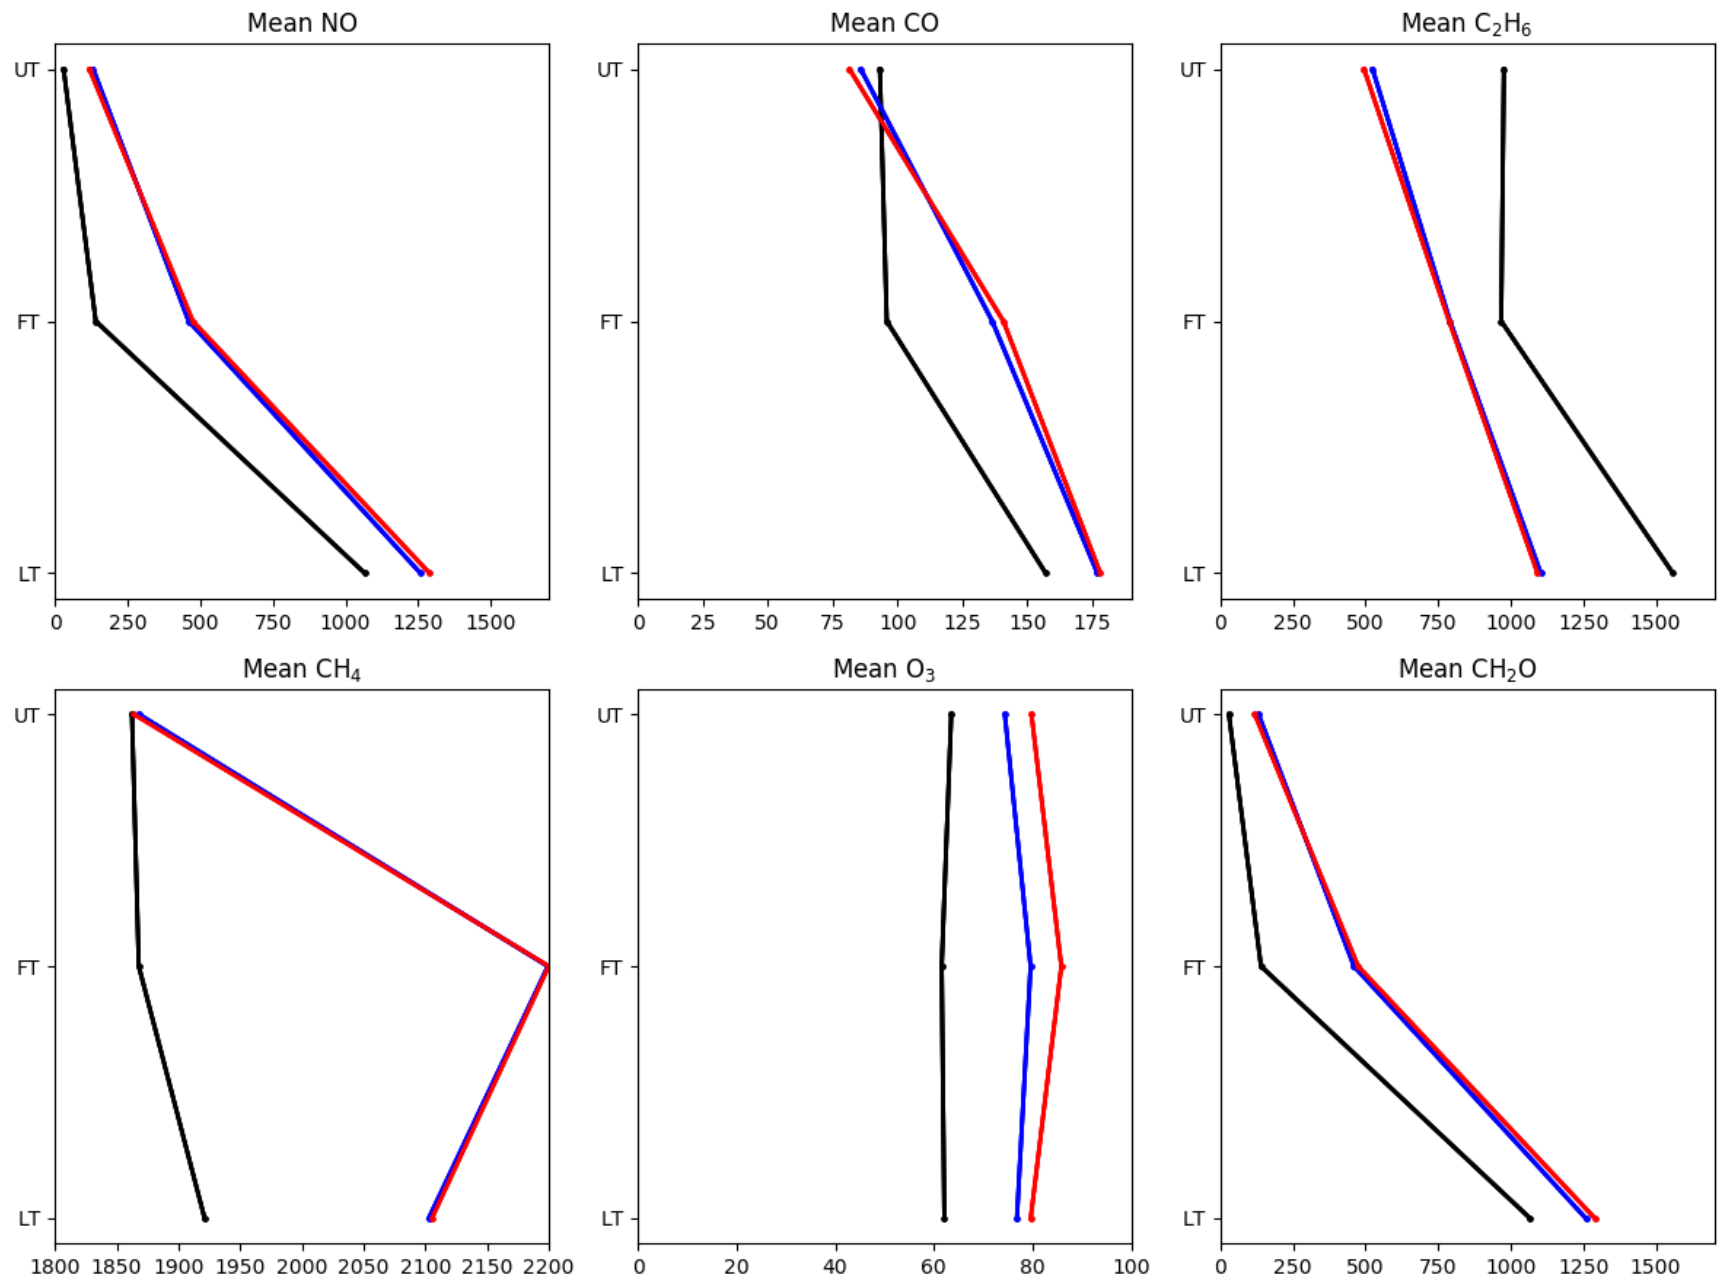 Mean NO
UT
FT
LT
0 250 500 750 1000 1250 1500
Mean CO
UT
FT
LT
0 25 50 75 100 125 150 175
Mean C₂H₆
UT
FT
LT
0 250 500 750 1000 1250 1500
Mean CH₄
UT
FT
LT
1800 1850 1900 1950 2000 2050 2100 2150 2200
Mean O₃
UT
FT
LT
0 20 40 60 80 100
Mean CH₂O
UT
FT
LT
0 250 500 750 1000 1250 1500